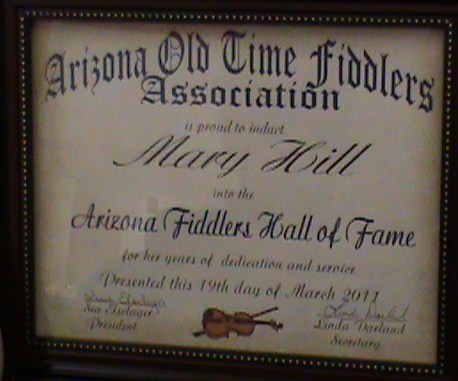 Arizona Old Time Fiddlers
Association
is proud to induct
Mary Hill
into the
Arizona Fiddlers Hall of Fame
for her years of dedication and service
Presented this 19th day of March 2011
Sue
Linda Darland
President
Secretary